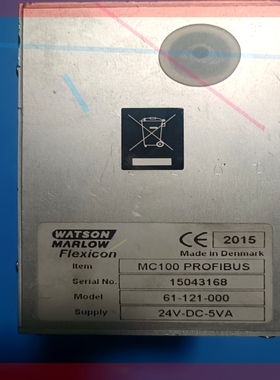 WATSON
MARLOW
Flexicon
CE 2015
Made in Denmark
Item MC100 PROFIBUS
Serial No. 15043168
Model 61-121-000
Supply 24V-DC-5VA